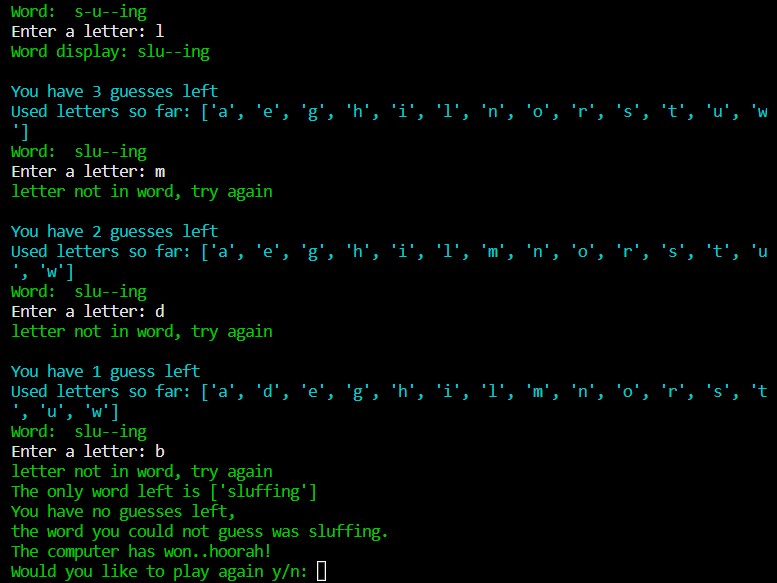 Word:  s-u--ing
Enter a letter: l
Word display: slu--ing
You have 3 guesses left
Used letters so far: ['a', 'e', 'g', 'h', 'i', 'l', 'n', 'o', 'r', 's', 't', 'u', 'w
']
Word:  slu--ing
Enter a letter: m
letter not in word, try again
You have 2 guesses left
Used letters so far: ['a', 'e', 'g', 'h', 'i', 'l', 'm', 'n', 'o', 'r', 's', 't', 'u
', 'w']
Word:  slu--ing
Enter a letter: d
letter not in word, try again
You have 1 guess left
Used letters so far: ['a', 'd', 'e', 'g', 'h', 'i', 'l', 'm', 'n', 'o', 'r', 's', 't
', 'u', 'w']
Word:  slu--ing
Enter a letter: b
letter not in word, try again
The only word left is ['sluffing']
You have no guesses left,
the word you could not guess was sluffing.
The computer has won..hoorah!
Would you like to play again y/n: